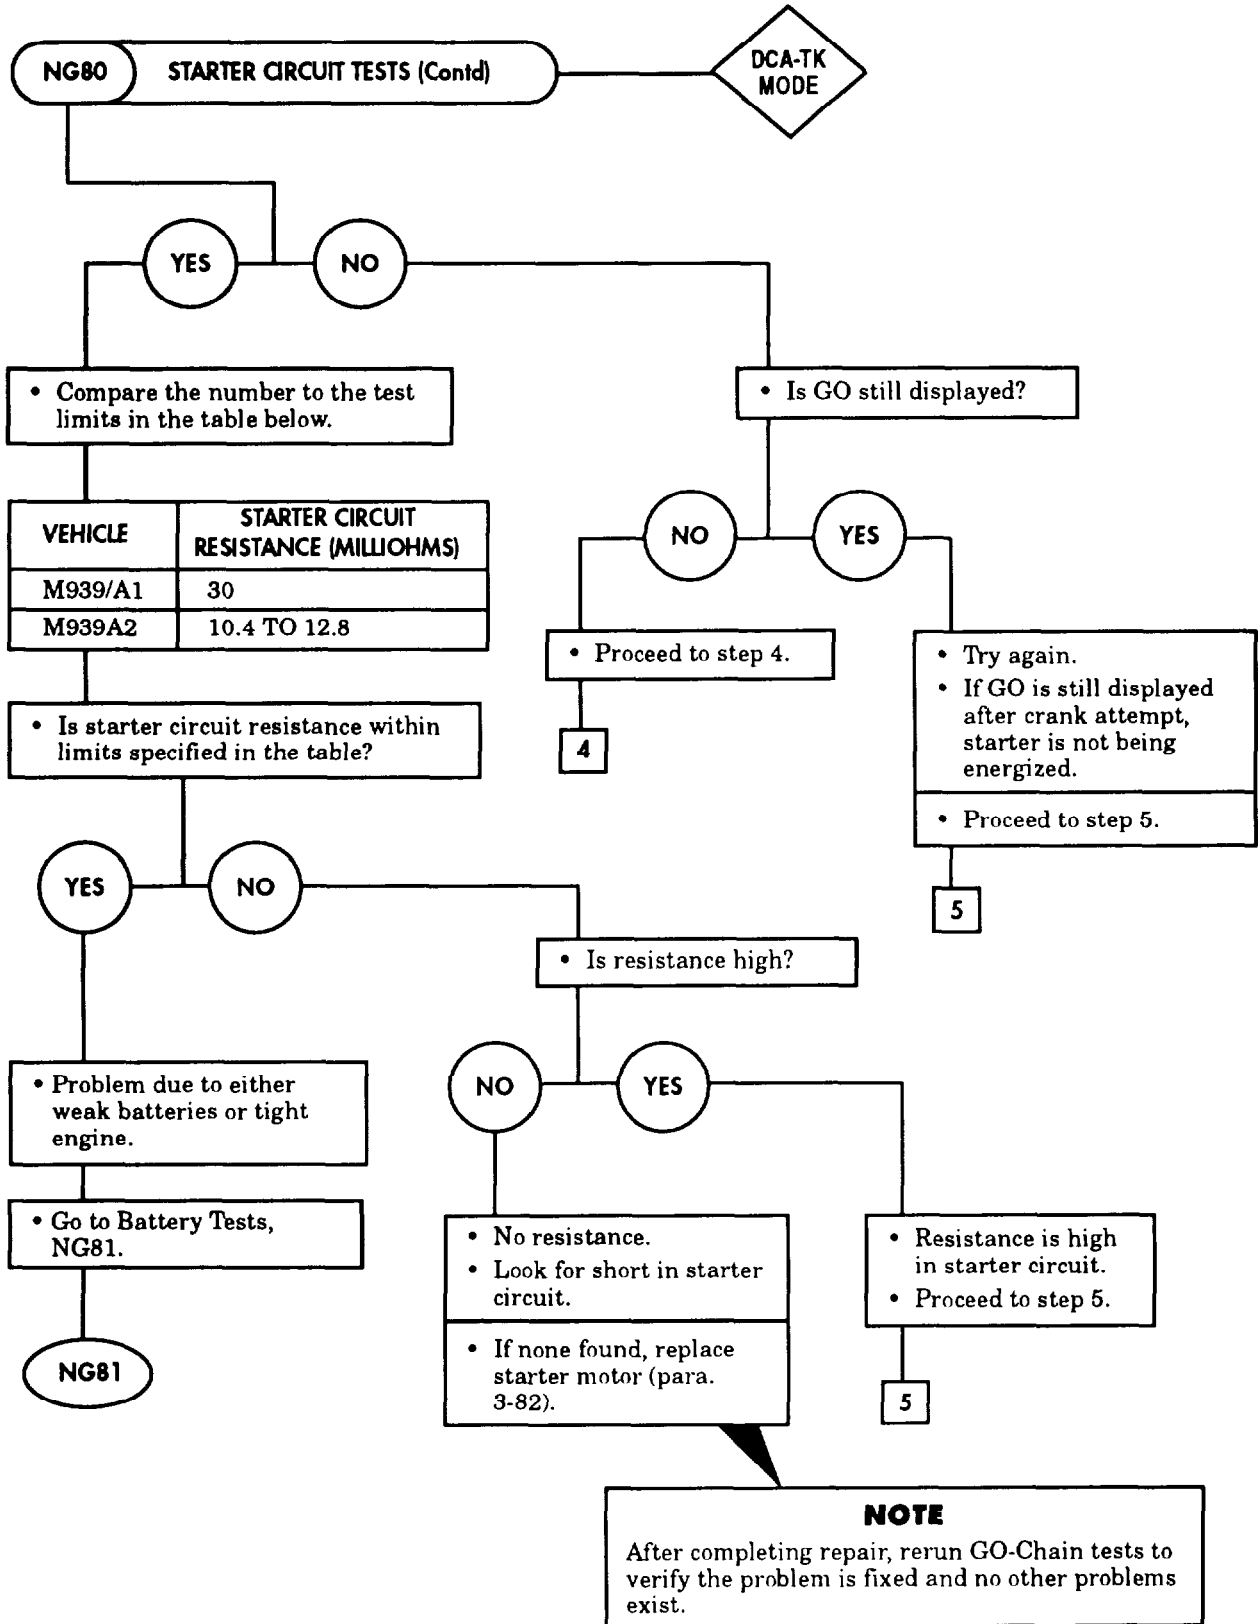 NG80 STARTER CIRCUIT TESTS (Contd)
DCA-TK
MODE
YES
NO
• Compare the number to the test
limits in the table below.
• Is GO still displayed?
VEHICLE
STARTER CIRCUIT
RESISTANCE (MILLIOHMS)
M939/A1 30
M939A2 10.4 TO 12.8
NO
YES
• Proceed to step 4.
4
• Try again.
• If GO is still displayed
after crank attempt,
starter is not being
energized.
• Proceed to step 5.
5
• Is starter circuit resistance within
limits specified in the table?
YES
NO
• Is resistance high?
• Problem due to either
weak batteries or tight
engine.
• Go to Battery Tests,
NG81.
NG81
NO
YES
• No resistance.
• Look for short in starter
circuit.
• If none found, replace
starter motor (para.
3-82).
• Resistance is high
in starter circuit.
• Proceed to step 5.
5
NOTE
After completing repair, rerun GO-Chain tests to
verify the problem is fixed and no other problems
exist.